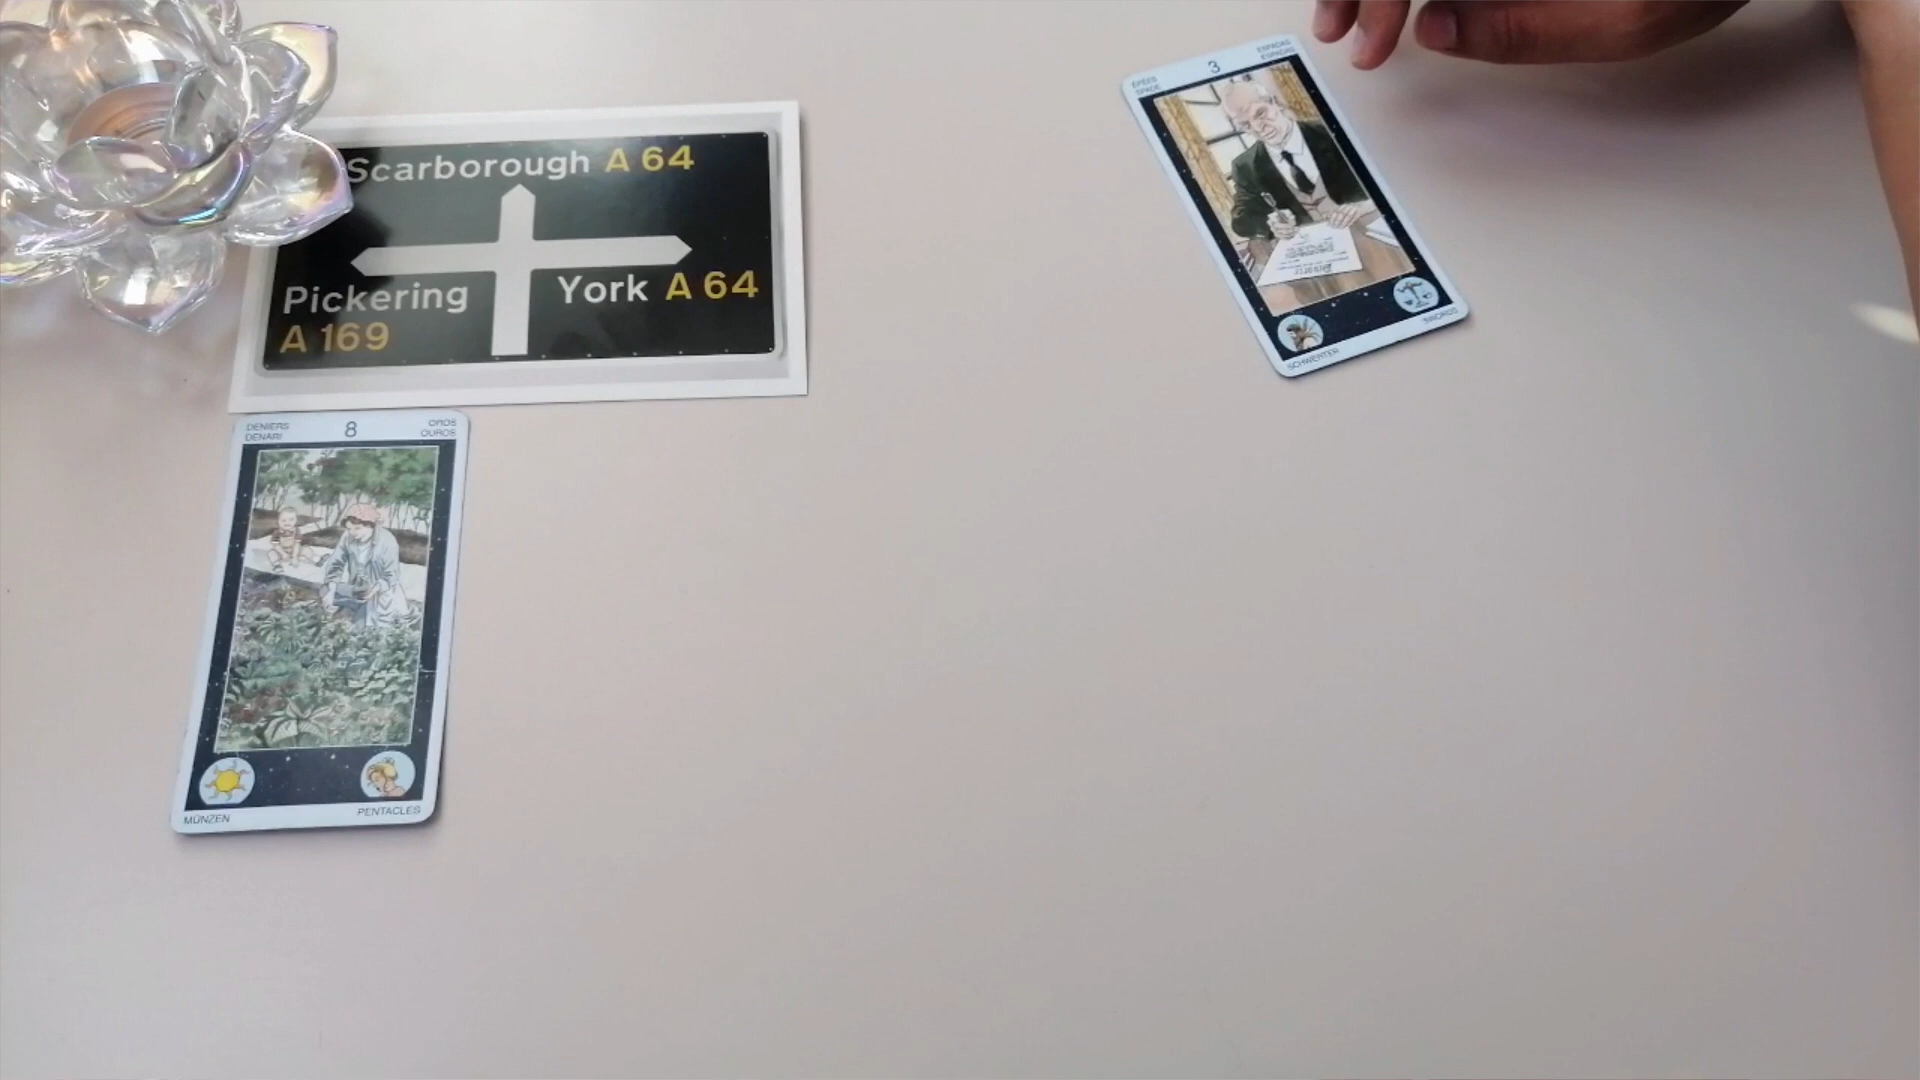 Scarborough A 64
Pickering
A 169
York A 64
ÉPÉES
SPADE
3
ESPADAS
ESPADAS
SCHWERTER
SWORDS
DENIERS
DENARI
8
OROS
OUROS
MÜNZEN
PENTACLES